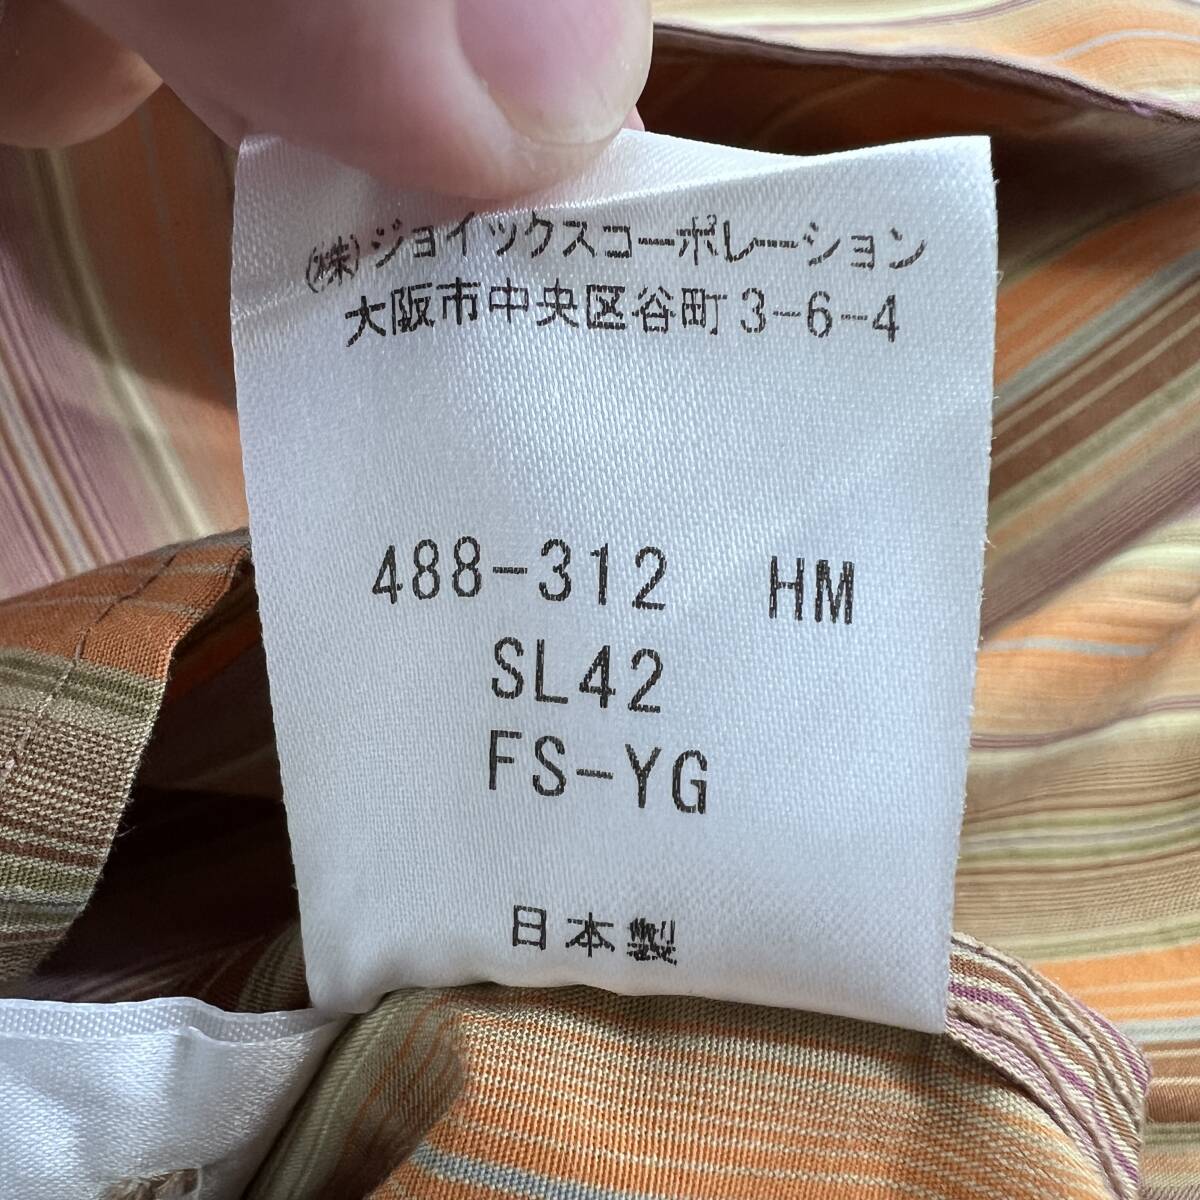 (株)ジョイックスコーポレーション
大阪市中央区谷町3-6-4
488-312 HM
SL42
FS-YG
日本製